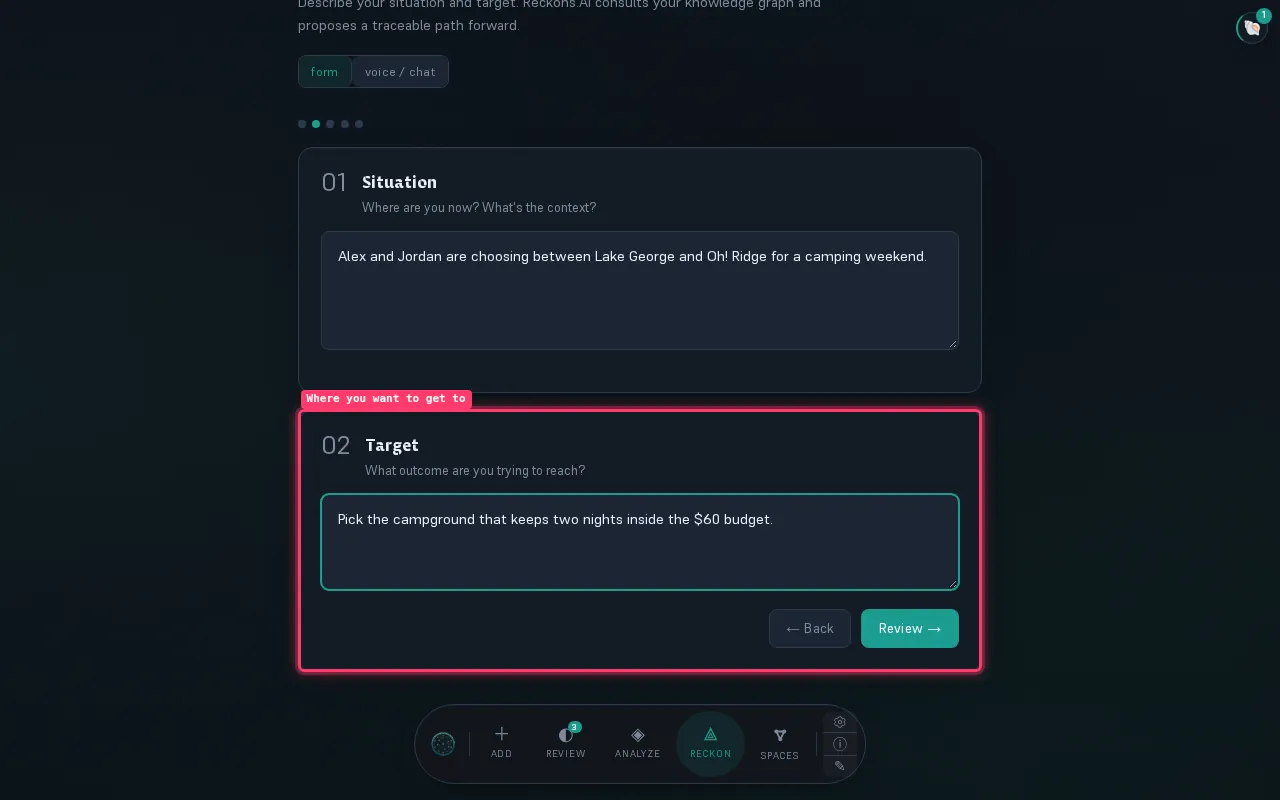 Describe your situation and target. Reckons.AI consults your knowledge graph and
proposes a traceable path forward.
1
form
voice / chat
01
Situation
Where are you now? What's the context?
Alex and Jordan are choosing between Lake George and Oh! Ridge for a camping weekend.
Where you want to get to
02
Target
What outcome are you trying to reach?
Pick the campground that keeps two nights inside the $60 budget.
← Back
Review →
ADD
3
REVIEW
ANALYZE
RECKON
SPACES